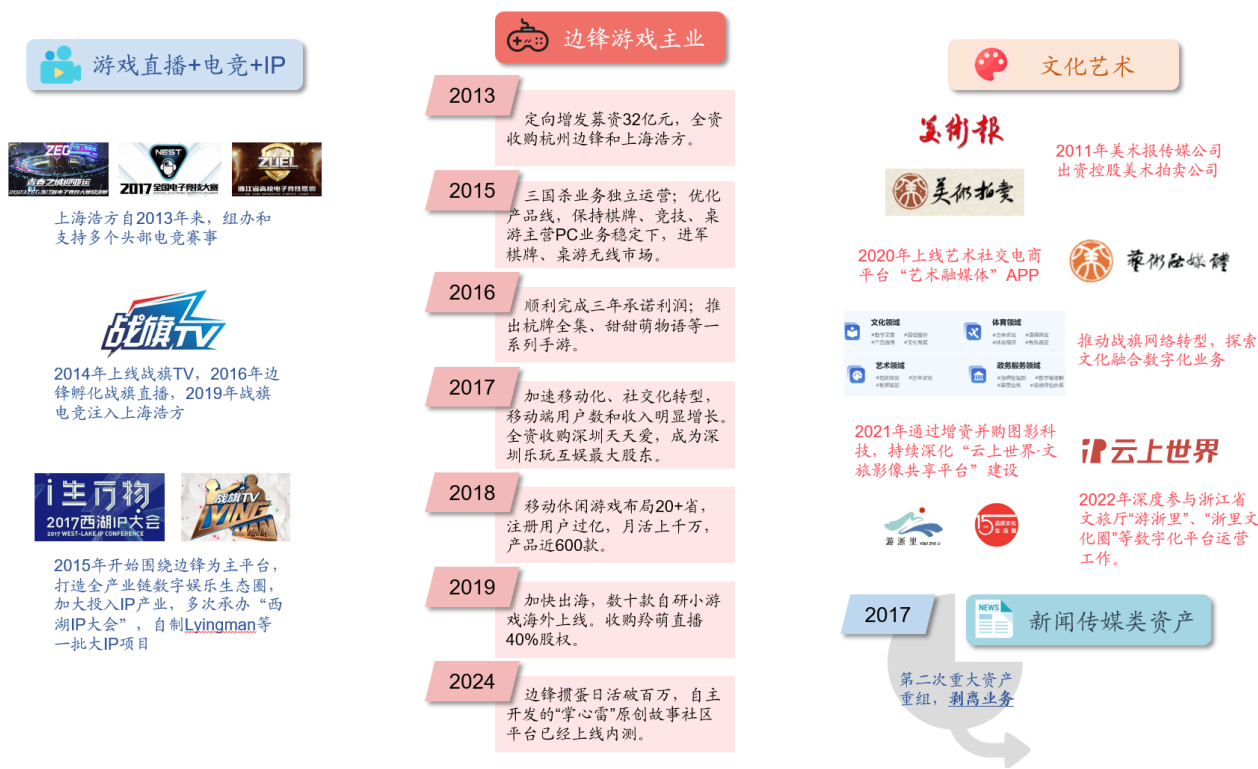 游戏直播+电竞+IP
ZEG
青春之城迎亚运
NEST
2017全国电子竞技大赛
ZUEL
浙江省高校电子竞技联赛
上海浩方自2013年来，组办和
支持多个头部电竞赛事
战旗TV
2014年上线战旗TV，2016年边
锋孵化战旗直播，2019年战旗
电竞注入上海浩方
i生万物
2017西湖IP大会
2017 WEST-LAKE IP CONFERENCE
战旗TV
LYING MAN
2015年开始围绕边锋为主平台，
打造全产业链数字娱乐生态圈，
加大投入IP产业，多次承办“西
湖IP大会”，自制Lyingman等
一批大IP项目
边锋游戏主业
2013
定向增发募资32亿元，全资
收购杭州边锋和上海浩方。
2015
三国杀业务独立运营；优化
产品线，保持棋牌、竞技、桌
游主营PC业务稳定下，进军
棋牌、桌游无线市场。
2016
顺利完成三年承诺利润；推
出杭牌全集、甜甜萌物语等一
系列手游。
2017
加速移动化、社交化转型，
移动端用户数和收入明显增长。
全资收购深圳天天爱，成为深
圳乐玩互娱最大股东。
2018
移动休闲游戏布局20+省，
注册用户过亿，月活上千万，
产品近600款。
2019
加快出海，数十款自研小游
戏海外上线。收购羚萌直播
40%股权。
2024
边锋掼蛋日活破百万，自主
开发的“掌心雷”原创故事社区
平台已经上线内测。
文化艺术
美術報
2011年美术报传媒公司
出资控股美术拍卖公司
美術拍卖
2020年上线艺术社交电商
平台“艺术融媒体”APP
藝術融媒體
文化领域
体育领域
艺术领域
政务服务领域
推动战旗网络转型，探索
文化融合数字化业务
2021年通过增资并购图影科
技，持续深化“云上世界·文
旅影像共享平台”建设
iP云上世界
游浙里
YOU ZHE LI
15
品质文化
生活圈
2022年深度参与浙江省
文旅厅“游浙里”、“浙里文
化圈”等数字化平台运营
工作。
2017
NEWS
新闻传媒类资产
第二次重大资产
重组，剥离业务